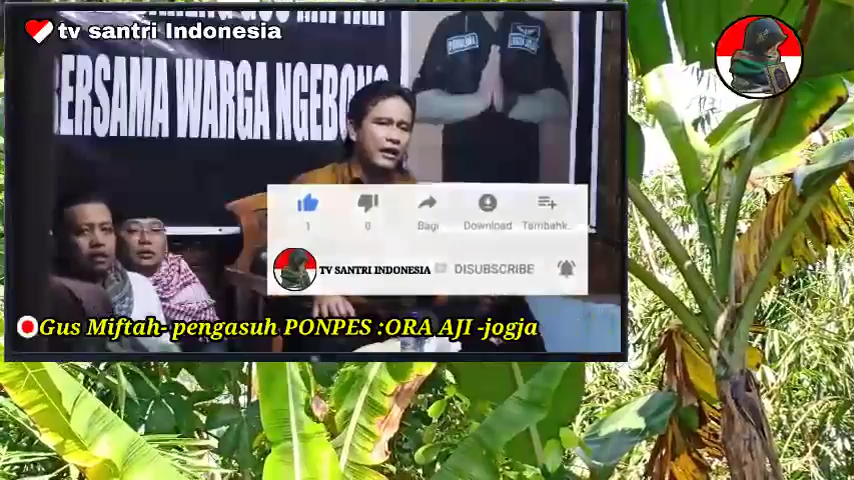 tv santri Indonesia
BERSAMA WARGA NGEBONG
1
0
Bagi
Download
Tambahk..
TV SANTRI INDONESIA
DISUBSCRIBE
Gus Miftah- pengasuh PONPES :ORA AJI -jogja